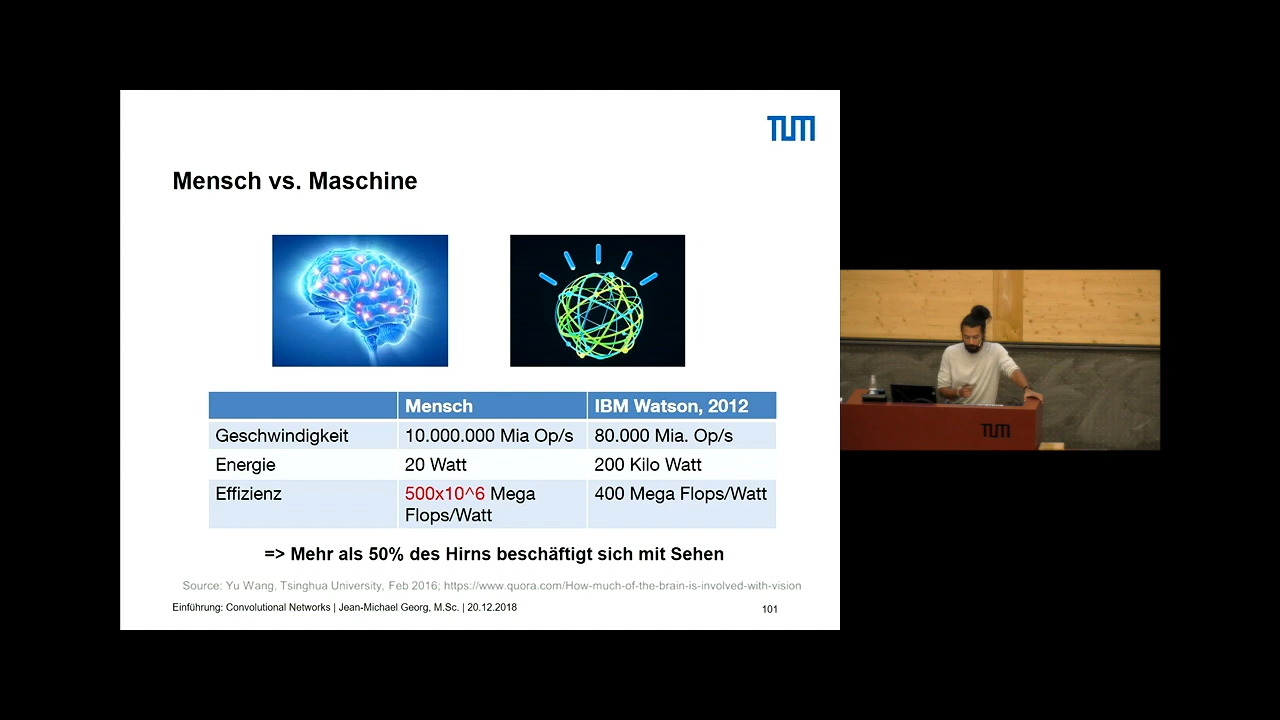 TUM
Mensch vs. Maschine
Mensch IBM Watson, 2012
Geschwindigkeit 10.000.000 Mia Op/s 80.000 Mia. Op/s
Energie 20 Watt 200 Kilo Watt
Effizienz 500x10^6 Mega 400 Mega Flops/Watt
Flops/Watt
=> Mehr als 50% des Hirns beschäftigt sich mit Sehen
Source: Yu Wang, Tsinghua University, Feb 2016; https://www.quora.com/How-much-of-the-brain-is-involved-with-vision
Einführung: Convolutional Networks | Jean-Michael Georg, M.Sc. | 20.12.2018
101
TUM